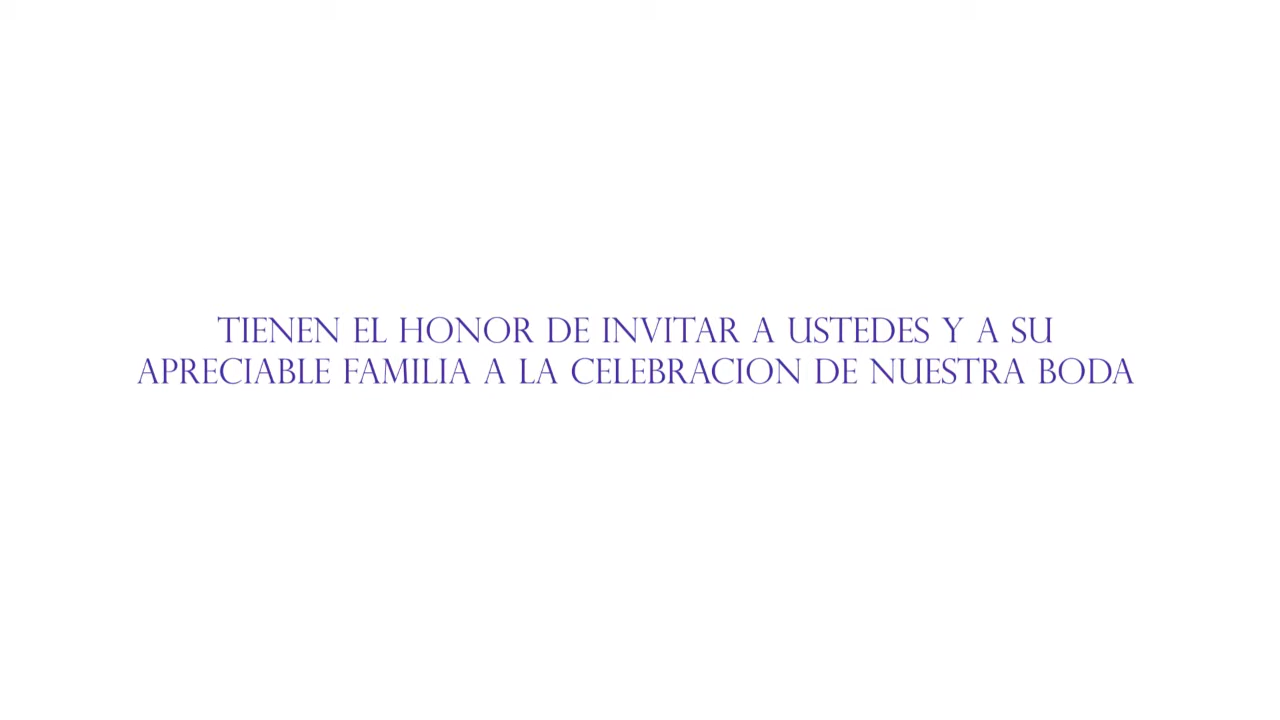 TIENEN EL HONOR DE INVITAR A USTEDES Y A SU
APRECIABLE FAMILIA A LA CELEBRACION DE NUESTRA BODA